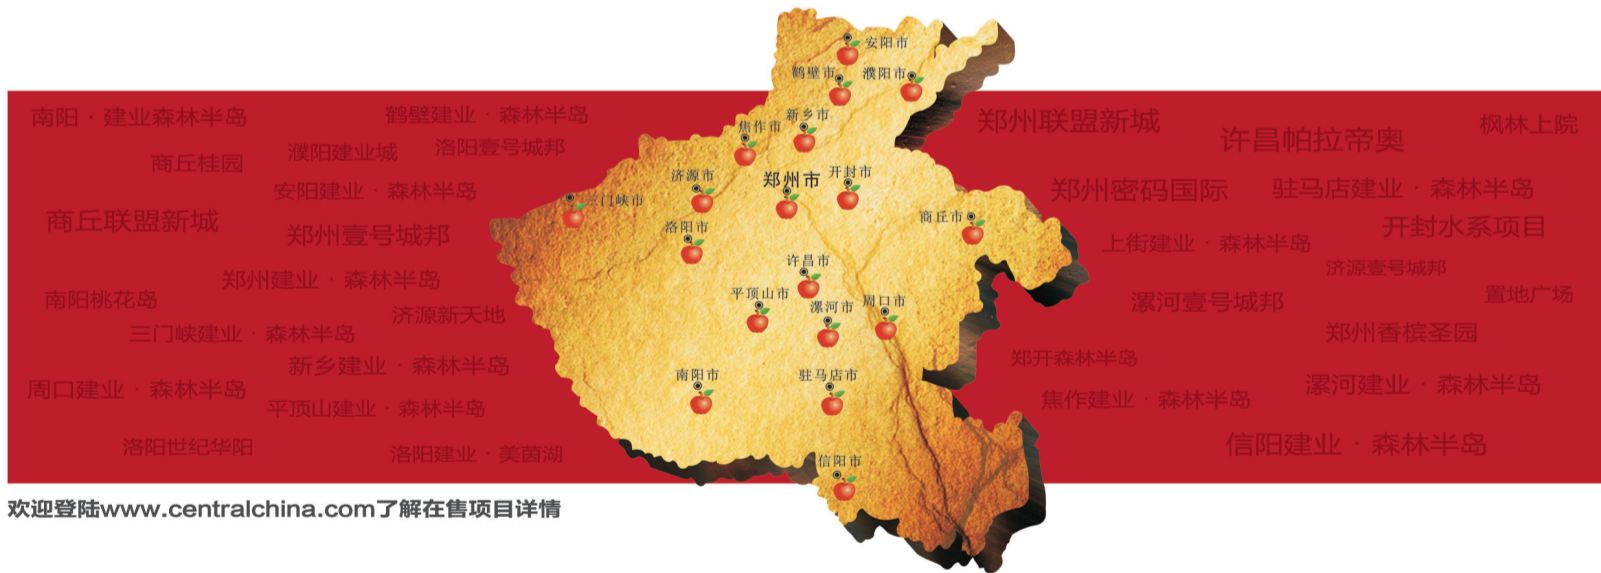 安阳市
鹤壁市
濮阳市
新乡市
焦作市
济源市
郑州市
开封市
三门峡市
洛阳市
商丘市
许昌市
平顶山市
漯河市
周口市
南阳市
驻马店市
信阳市
南阳·建业森林半岛
鹤壁建业·森林半岛
商丘桂园
濮阳建业城
洛阳壹号城邦
安阳建业·森林半岛
商丘联盟新城
郑州壹号城邦
郑州建业·森林半岛
南阳桃花岛
济源新天地
三门峡建业·森林半岛
新乡建业·森林半岛
周口建业·森林半岛
平顶山建业·森林半岛
洛阳世纪华阳
洛阳建业·美茵湖
郑州联盟新城
许昌帕拉帝奥
枫林上院
郑州密码国际
驻马店建业·森林半岛
开封水系项目
上街建业·森林半岛
济源壹号城邦
漯河壹号城邦
置地广场
郑州香槟圣园
郑开森林半岛
漯河建业·森林半岛
焦作建业·森林半岛
信阳建业·森林半岛
欢迎登陆www.centralchina.com了解在售项目详情